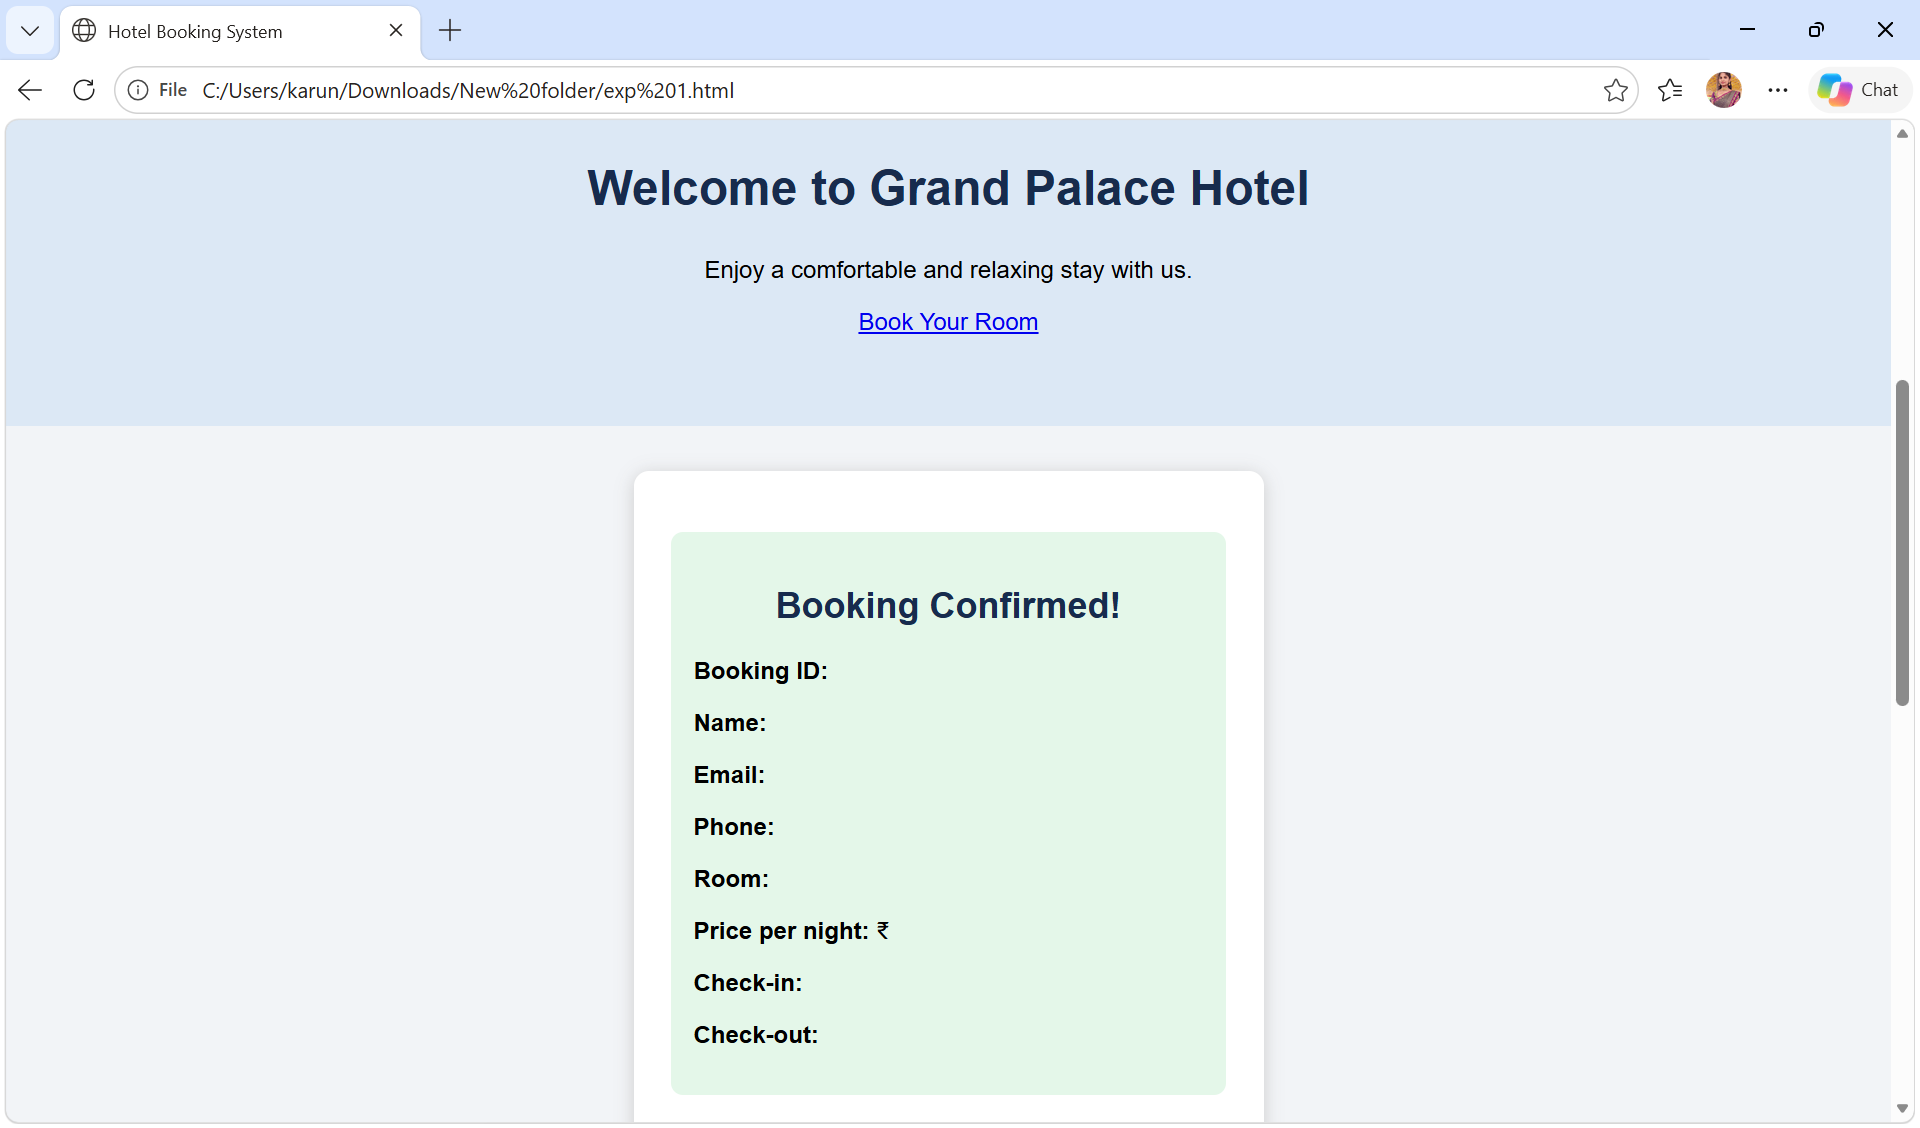 Hotel Booking System
File C:/Users/karun/Downloads/New%20folder/exp%201.html
Chat
Welcome to Grand Palace Hotel
Enjoy a comfortable and relaxing stay with us.
Book Your Room
Booking Confirmed!
Booking ID:
Name:
Email:
Phone:
Room:
Price per night: ₹
Check-in:
Check-out: